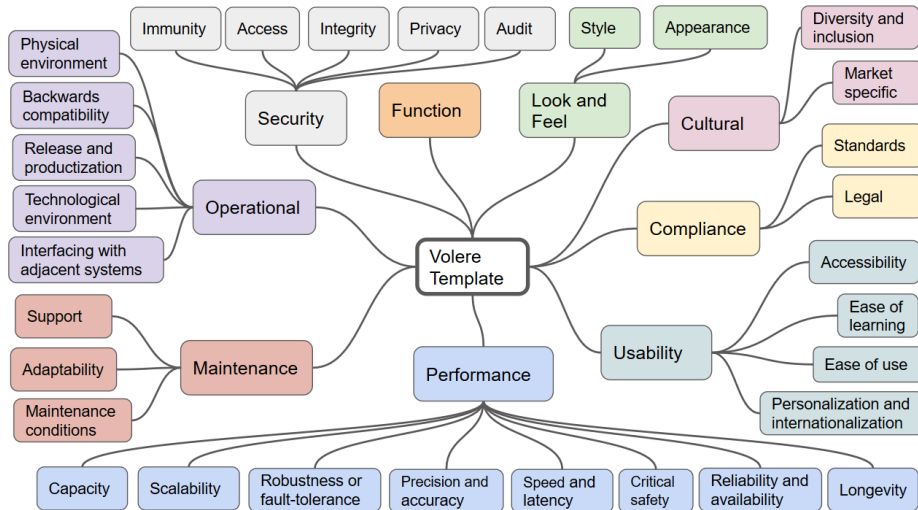 Immunity
Access
Integrity
Privacy
Audit
Style
Appearance
Diversity and
inclusion
Market
specific
Physical
environment
Backwards
compatibility
Release and
productization
Technological
environment
Interfacing with
adjacent systems
Security
Function
Look and
Feel
Cultural
Standards
Legal
Operational
Compliance
Volere
Template
Accessibility
Ease of
learning
Ease of use
Personalization and
internationalization
Support
Adaptability
Maintenance
conditions
Maintenance
Performance
Usability
Capacity
Scalability
Robustness or
fault-tolerance
Precision and
accuracy
Speed and
latency
Critical
safety
Reliability and
availability
Longevity